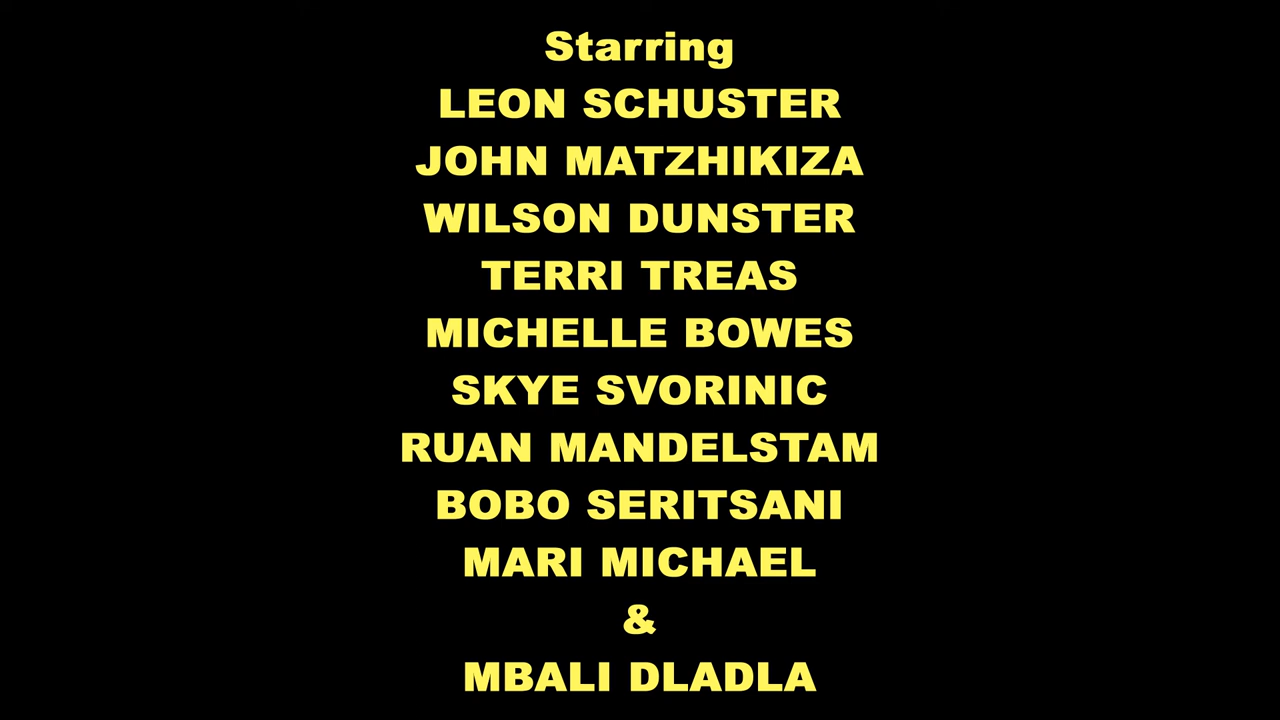 Starring
LEON SCHUSTER
JOHN MATZHIKIZA
WILSON DUNSTER
TERRI TREAS
MICHELLE BOWES
SKYE SVORINIC
RUAN MANDELSTAM
BOBO SERITSANI
MARI MICHAEL
&
MBALI DLADLA